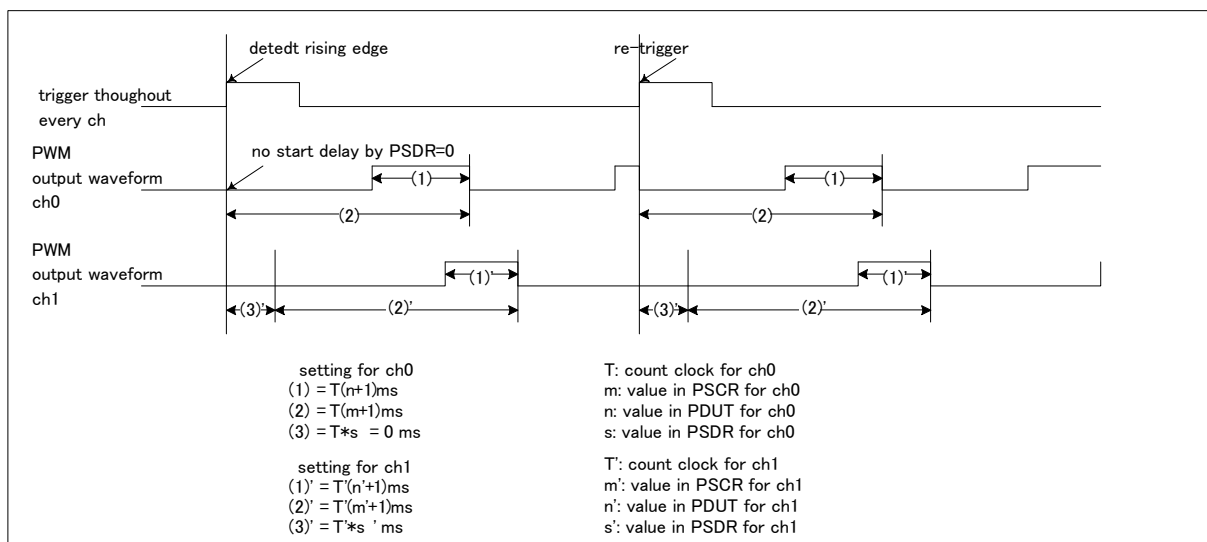 detedt rising edge
re-trigger
trigger thoughout
every ch
PWM
output waveform
ch0
no start delay by PSDR=0
(1)
(1)
(2)
(2)
PWM
output waveform
ch1
(1)'
(1)'
(3)'
(2)'
(3)'
(2)'
setting for ch0
(1) = T(n+1)ms
(2) = T(m+1)ms
(3) = T*s = 0 ms
T: count clock for ch0
m: value in PSCR for ch0
n: value in PDUT for ch0
s: value in PSDR for ch0
setting for ch1
(1)' = T'(n'+1)ms
(2)' = T'(m'+1)ms
(3)' = T'*s ' ms
T': count clock for ch1
m': value in PSCR for ch1
n': value in PDUT for ch1
s': value in PSDR for ch1